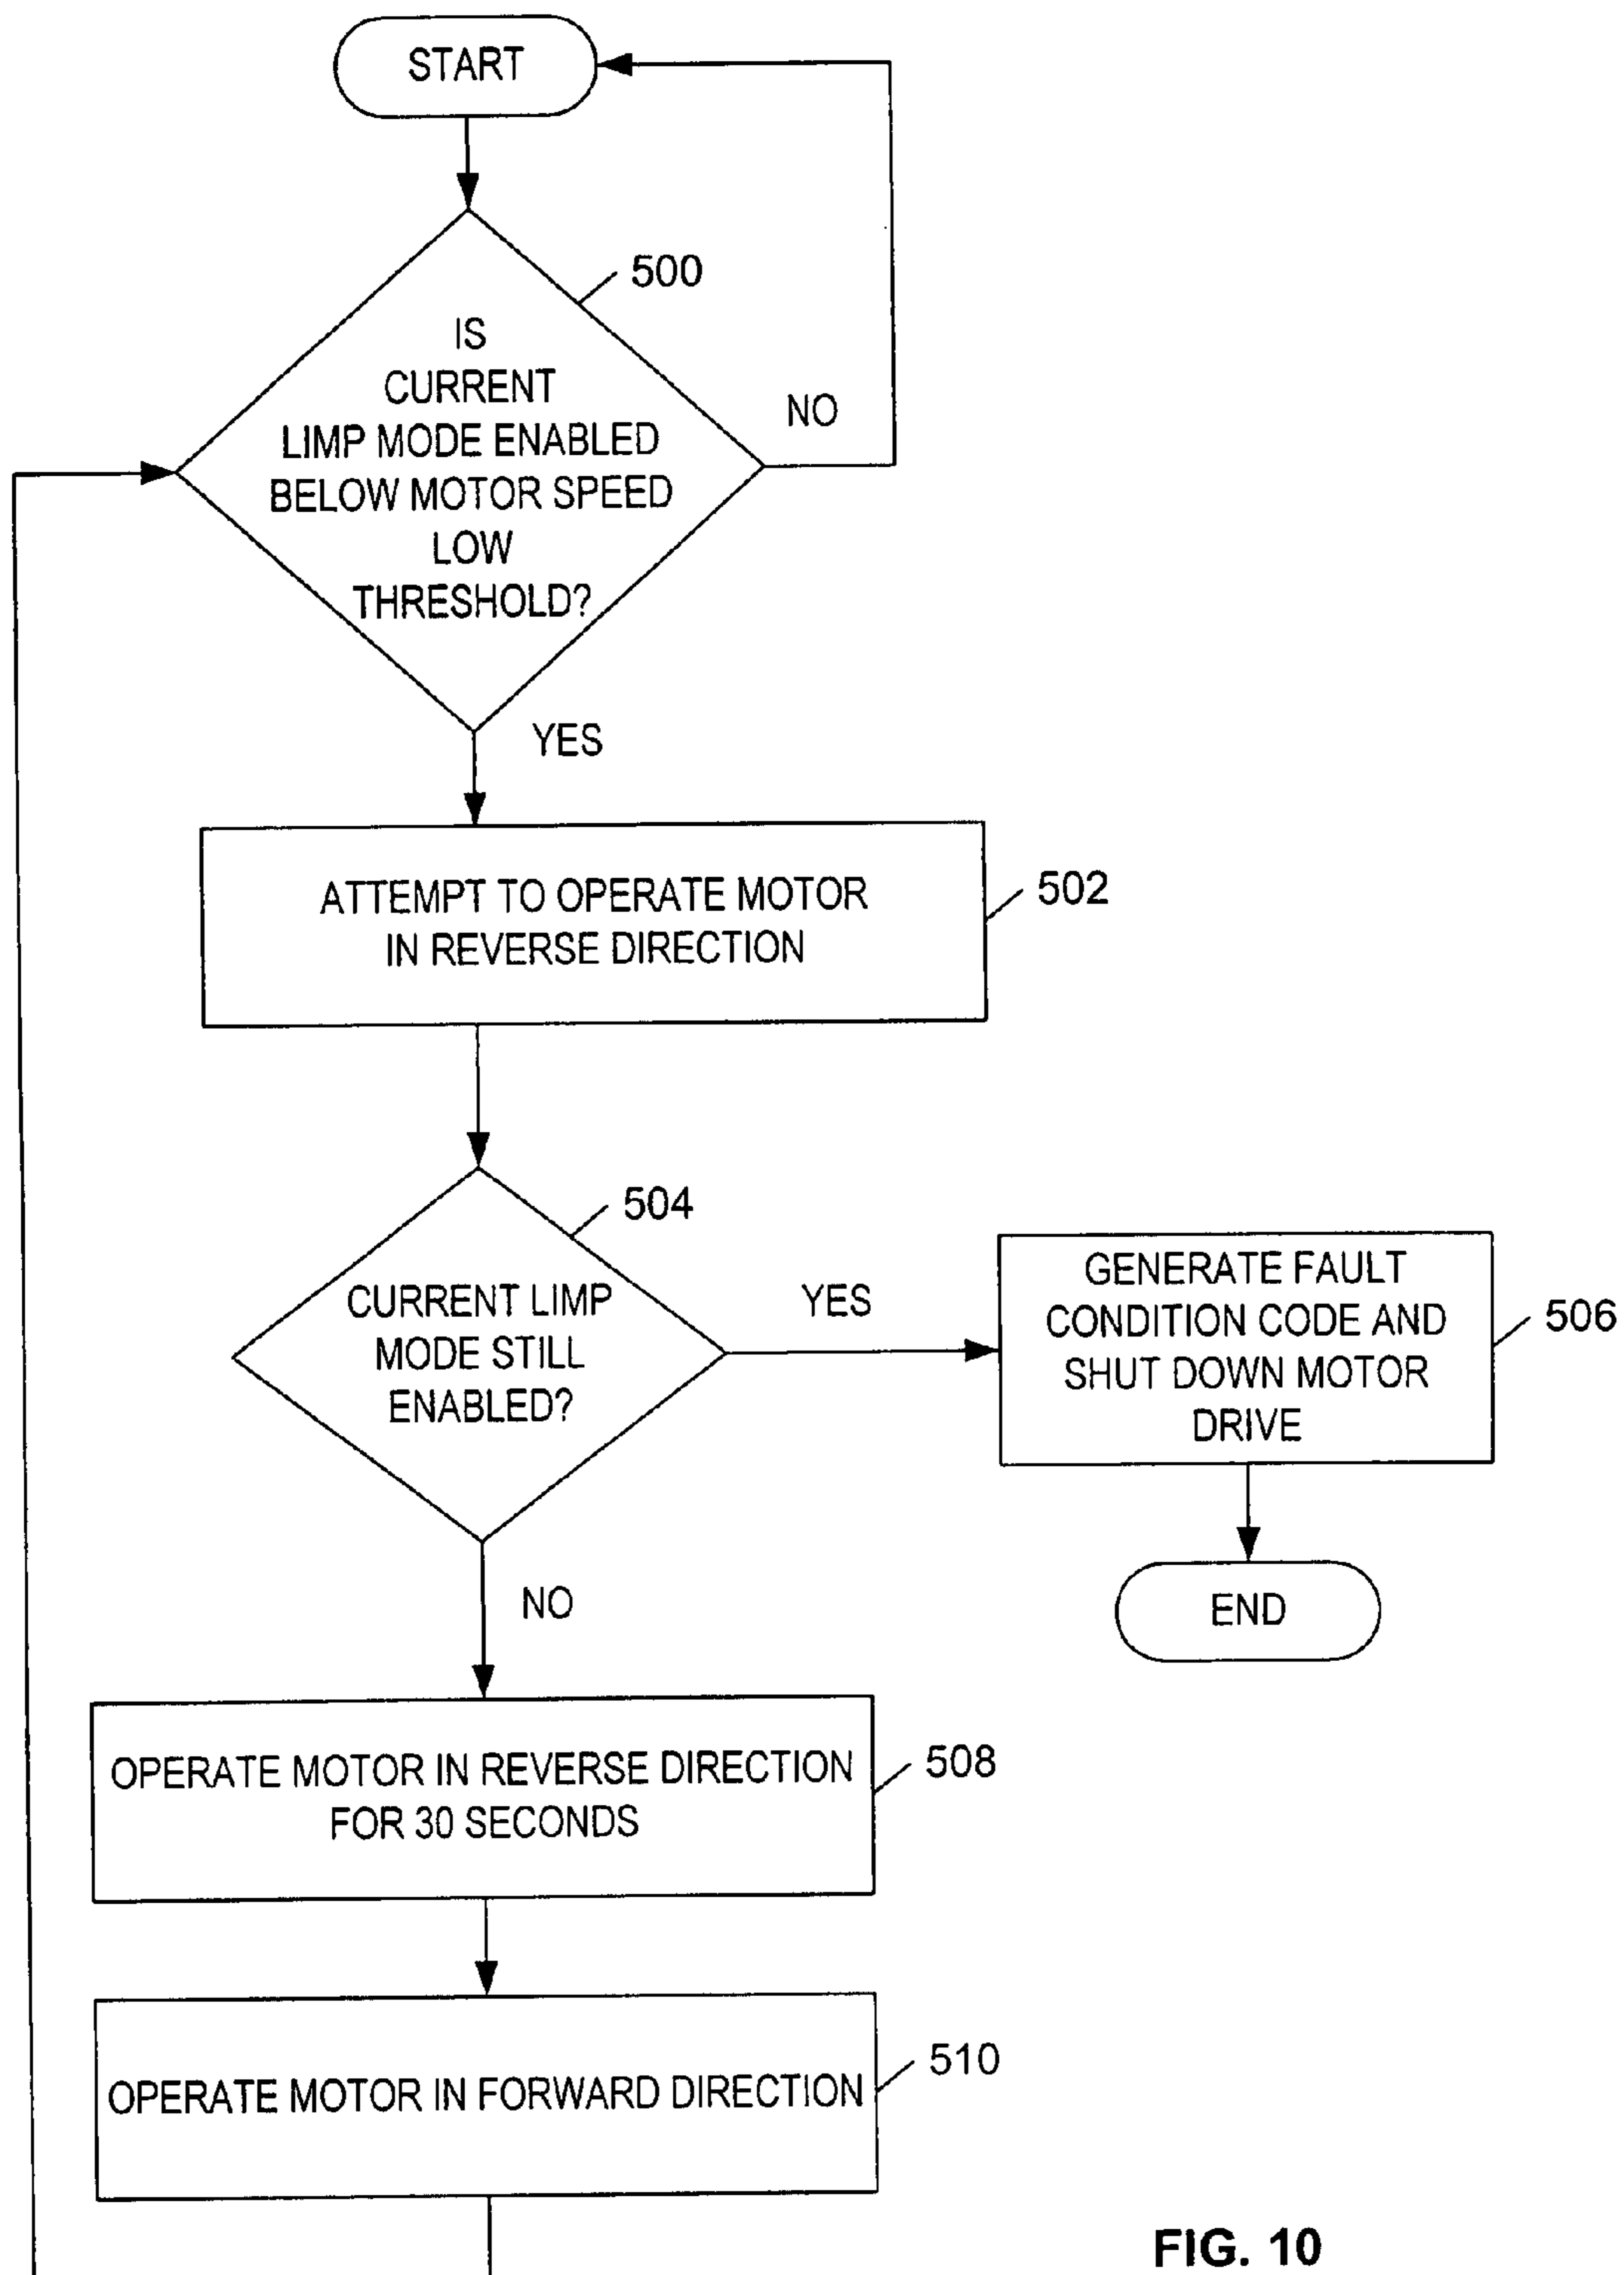 START
500
IS
CURRENT
LIMP MODE ENABLED
BELOW MOTOR SPEED
LOW
THRESHOLD?
NO
YES
ATTEMPT TO OPERATE MOTOR
IN REVERSE DIRECTION
502
504
CURRENT LIMP
MODE STILL
ENABLED?
YES
GENERATE FAULT
CONDITION CODE AND
SHUT DOWN MOTOR
DRIVE
506
END
NO
OPERATE MOTOR IN REVERSE DIRECTION
FOR 30 SECONDS
508
OPERATE MOTOR IN FORWARD DIRECTION
510
FIG. 10